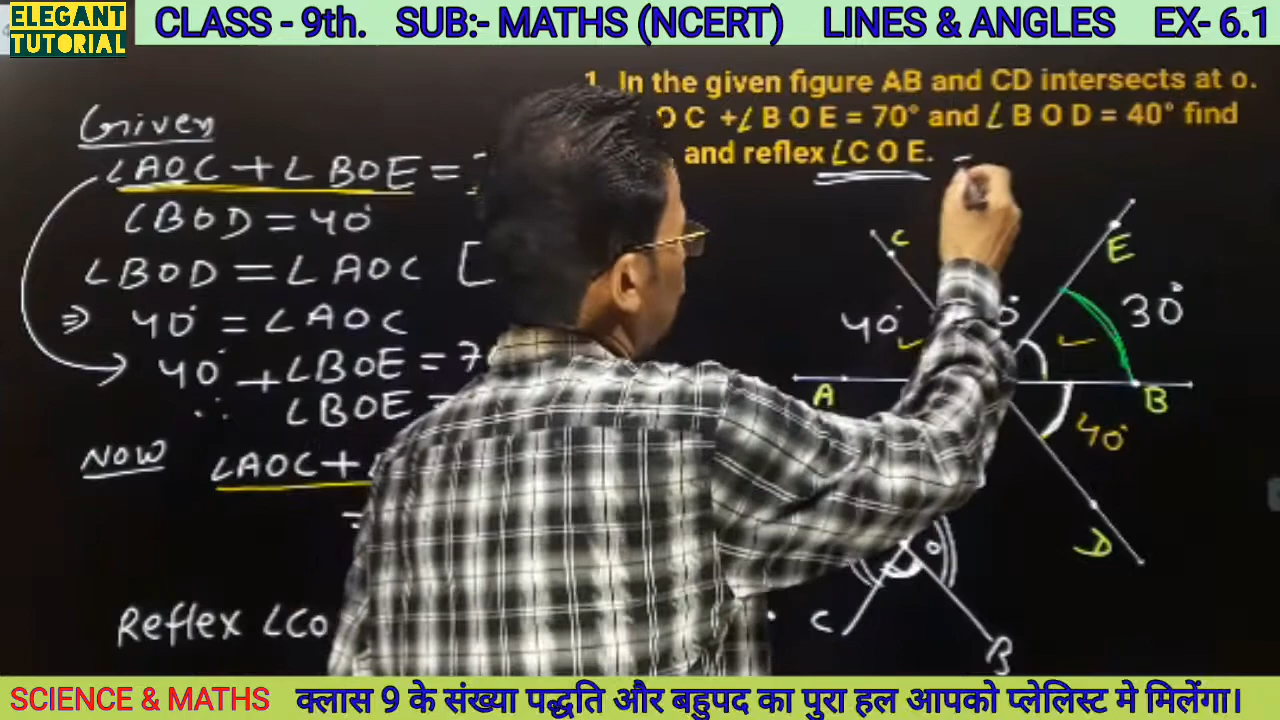 ELEGANT
TUTORIAL
CLASS - 9th. SUB:- MATHS (NCERT) LINES & ANGLES EX- 6.1
1. In the given figure AB and CD intersects at o.
O C +∠ B O E = 70° and ∠ B O D = 40° find
and reflex ∠C O E.
Given
∠AOC + ∠BOE =
∠BOD = 40°
∠BOD = ∠AOC [
⇒ 40° = ∠AOC
40° + ∠BOE = 7
∴ ∠BOE =
NOW ∠AOC +
=
Reflex ∠CO
C
E
40°
30°
A
B
40°
D
O
C
B
SCIENCE & MATHS क्लास 9 के संख्या पद्धति और बहुपद का पुरा हल आपको प्लेलिस्ट मे मिलेंगा।